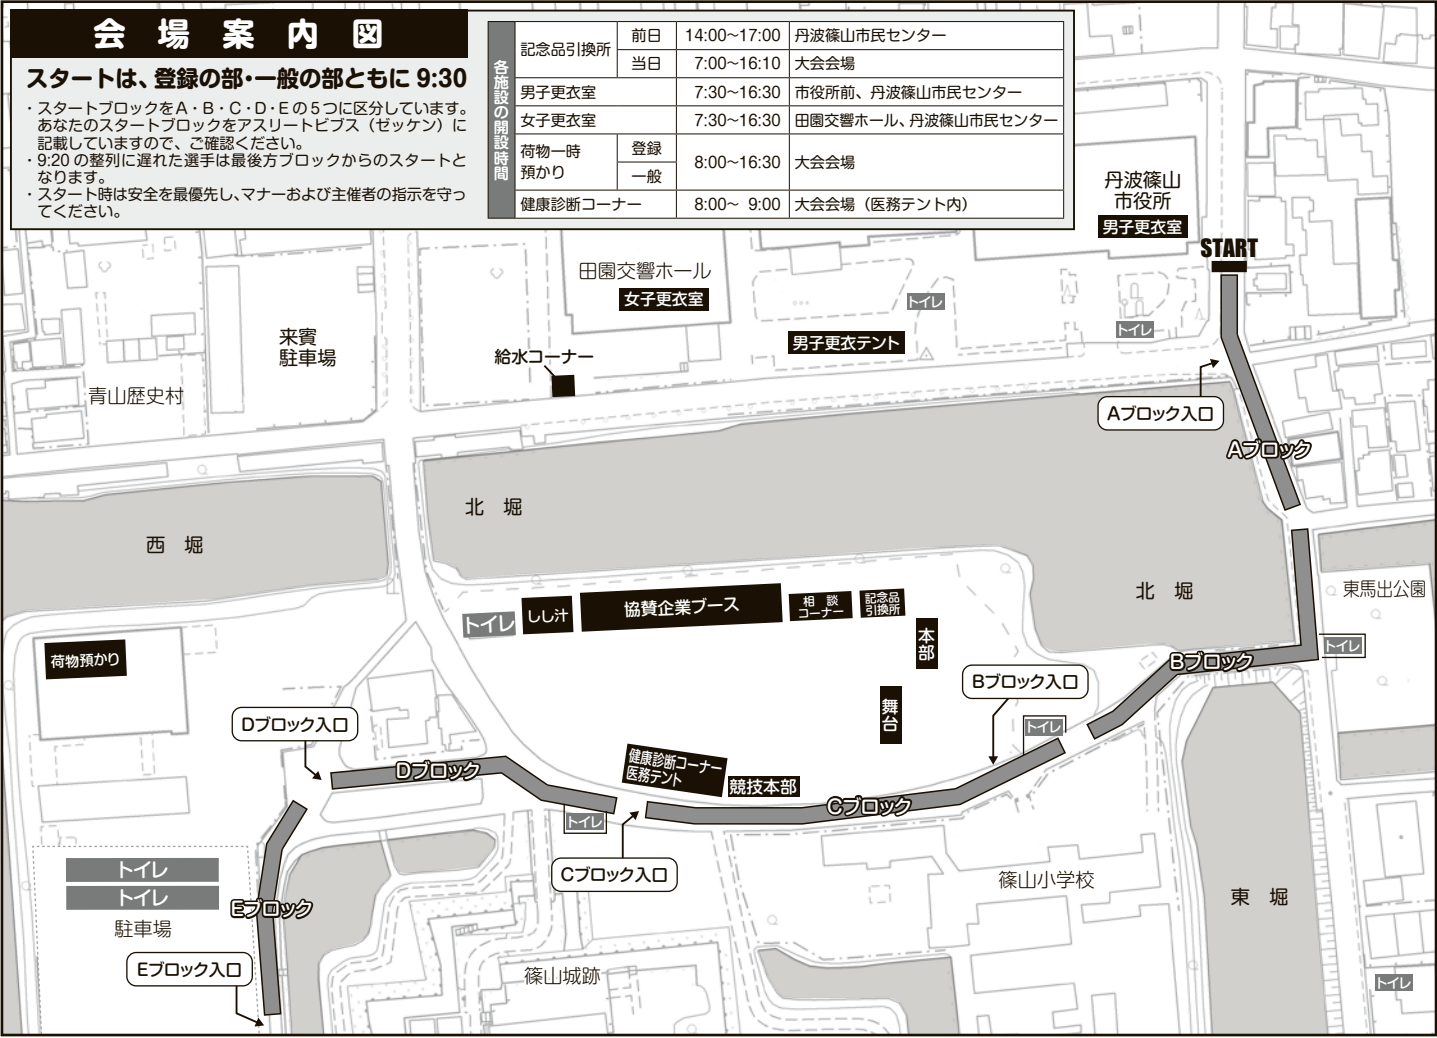 会場案内図
スタートは、登録の部・一般の部ともに 9:30
・スタートブロックをA・B・C・D・Eの5つに区分しています。
あなたのスタートブロックをアスリートビブス（ゼッケン）に
記載していますので、ご確認ください。
・9:20 の整列に遅れた選手は最後方ブロックからのスタートと
なります。
・スタート時は安全を最優先し、マナーおよび主催者の指示を守っ
てください。
各施設の開設時間
記念品引換所 前日 14:00~17:00 丹波篠山市民センター
当日 7:00~16:10 大会会場
男子更衣室 7:30~16:30 市役所前、丹波篠山市民センター
女子更衣室 7:30~16:30 田園交響ホール、丹波篠山市民センター
荷物一時
預かり
登録
一般
8:00~16:30 大会会場
健康診断コーナー 8:00~ 9:00 大会会場（医務テント内）
丹波篠山
市役所
男子更衣室
START
田園交響ホール
女子更衣室
トイレ
トイレ
男子更衣テント
来賓
駐車場
給水コーナー
青山歴史村
Aブロック入口
Aブロック
北 堀
西 堀
北 堀
東馬出公園
トイレ
しし汁
協賛企業ブース
相 談
コーナー
記念品
引換所
本部
トイレ
荷物預かり
Bブロック
Bブロック入口
舞台
Dブロック入口
トイレ
健康診断コーナー
医務テント
競技本部
Dブロック
Cブロック
トイレ
Cブロック入口
トイレ
トイレ
駐車場
Eブロック
Eブロック入口
篠山小学校
東 堀
篠山城跡
トイレ